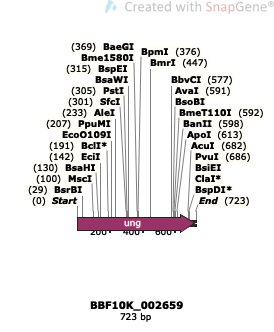 Created with SnapGene®
(369) BaeGI
Bme1580I
(315) BspEI
BsaWI
(305) PstI
(301) SfcI
(233) AleI
(207) PpuMI
EcoO109I
(191) BclI*
(142) EciI
(130) BsaHI
(100) MscI
(29) BsrBI
(0) Start
BpmI (376)
BmrI (447)
BbvCI (577)
AvaI (591)
BsoBI
BmeT110I (592)
BanII (598)
ApoI (613)
AcuI (682)
PvuI (686)
BsiEI
ClaI*
BspDI*
End (723)
ung
200
400
600
BBF10K_002659
723 bp